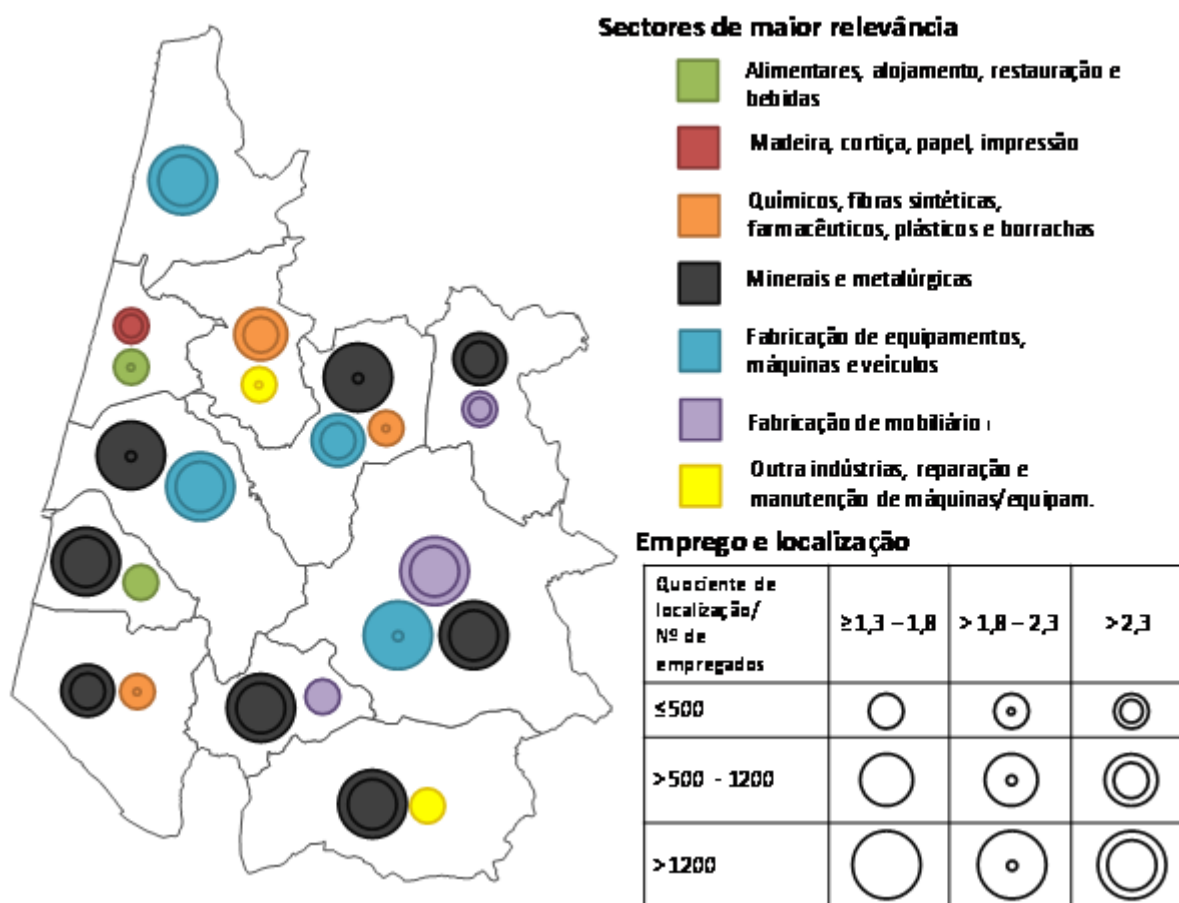 Sectores de maior relevância
Alimentares, alojamento, restauração e
bebidas
Madeira, cortiça, papel, impressão
Químicos, fibras sintéticas,
farmacêuticos, plásticos e borrachas
Minerais e metalúrgicas
Fabricação de equipamentos,
máquinas e veículos
Fabricação de mobiliário
Outra indústrias, reparação e
manutenção de máquinas/equipam.
Emprego e localização
Quociente de
localização/
Nº de
empregados
≥1,3 – 1,8
> 1,8 – 2,3
>2,3
≤500
>500 - 1200
>1200